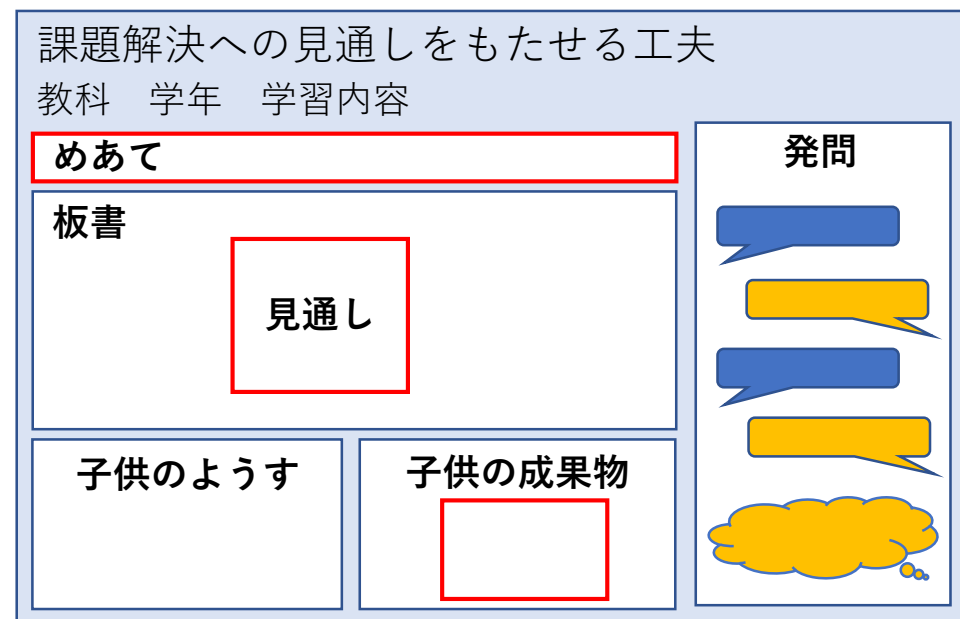 課題解決への見通しをもたせる工夫
教科　学年　学習内容
めあて
板書
見通し
子供のようす
子供の成果物
発問